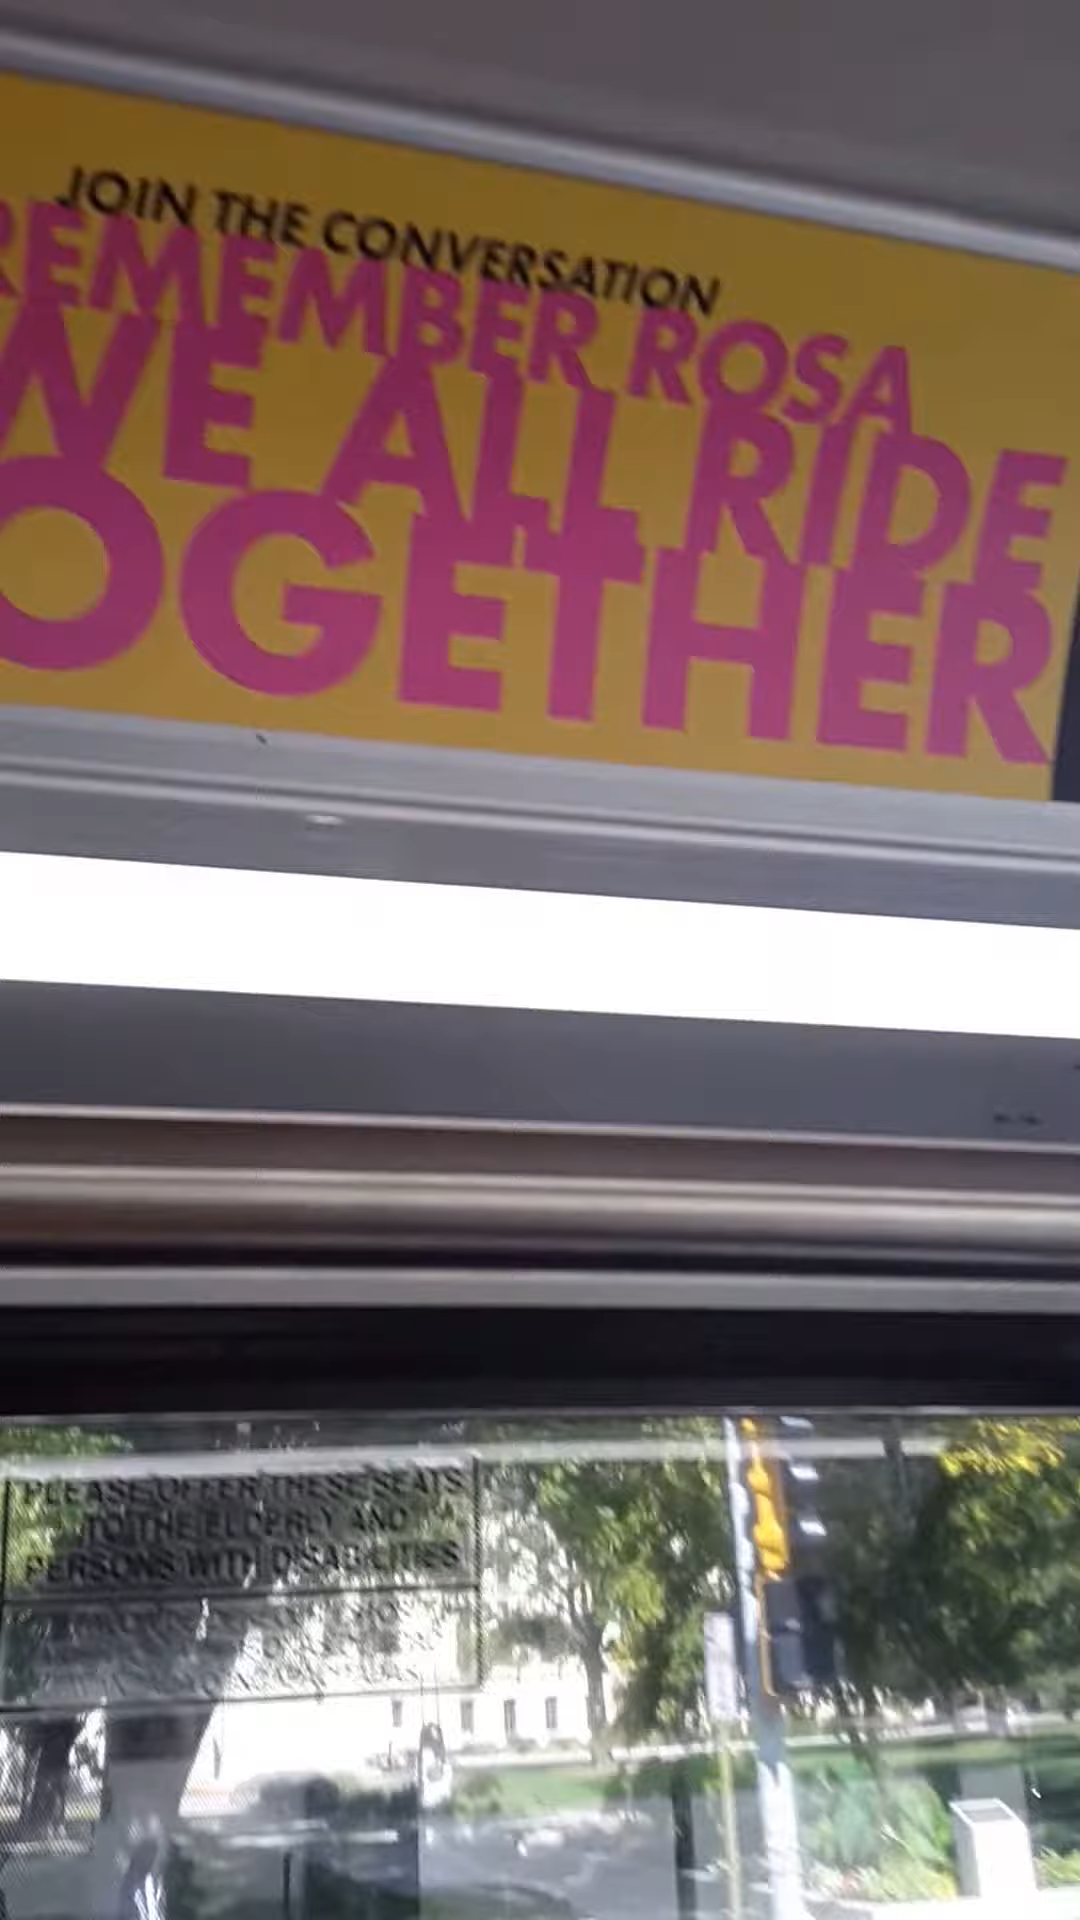 JOIN THE CONVERSATION
REMEMBER ROSA
WE ALL RIDE
OGETHER
PLEASE OFFER THESE SEATS
TO THE ELDERLY AND
PERSONS WITH DISABILITIES